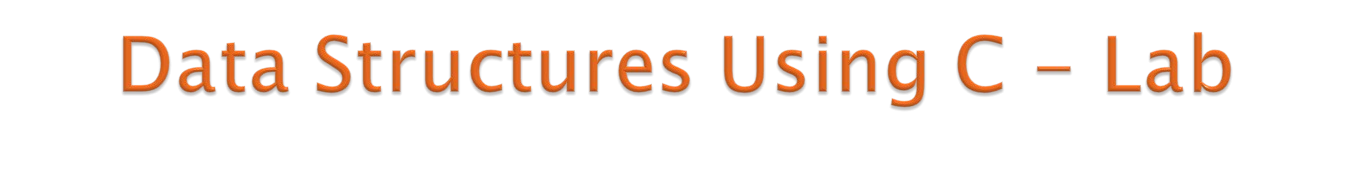 Data Structures Using C - Lab